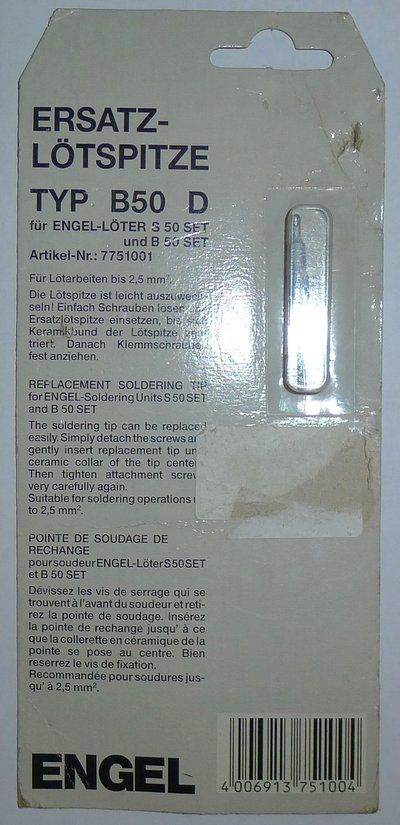 ERSATZ-
LÖTSPITZE
TYP B50 D
für ENGEL-LÖTER S 50 SET
und B 50 SET
Artikel-Nr.: 7751001
Für Lötarbeiten bis 2,5 mm².
Die Lötspitze ist leicht auszuwech
seln! Einfach Schrauben lösen,
Ersatzlötspitze einsetzen, bis
Keramikbund der Lötspitze
triert. Danach Klemmschrauben
fest anziehen.
REPLACEMENT SOLDERING TIP
for ENGEL-Soldering Units S 50 SET
and B 50 SET
The soldering tip can be replaced
easily. Simply detach the screws an
gently insert replacement tip un
ceramic collar of the tip center
Then tighten attachment screw
very carefully again.
Suitable for soldering operations
to 2,5 mm².
POINTE DE SOUDAGE DE
RECHANGE
pour soudeur ENGEL-Löter S 50 SET
et B 50 SET
Dévissez les vis de serrage qui se
trouvent à l'avant du soudeur et reti-
rez la pointe de soudage. Insérez
la pointe de rechange jusqu' à ce
que la collerette en céramique de la
pointe se pose au centre. Bien
reserrez le vis de fixation.
Recommandée pour soudures jus-
qu' à 2,5 mm².
ENGEL
4 006913 751004